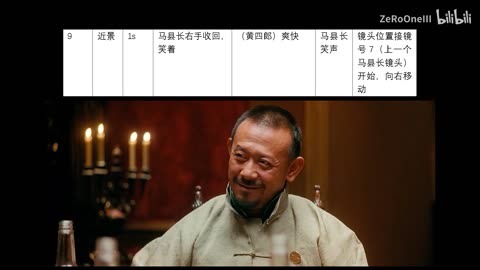 ZeRoOneIII bilibili
9 近景 1s 马县长右手收回， （黄四郎）爽快 马县长 镜头位置接镜
笑着 笑声 号 7（上一个
马县长镜头）
开始，向右移
动